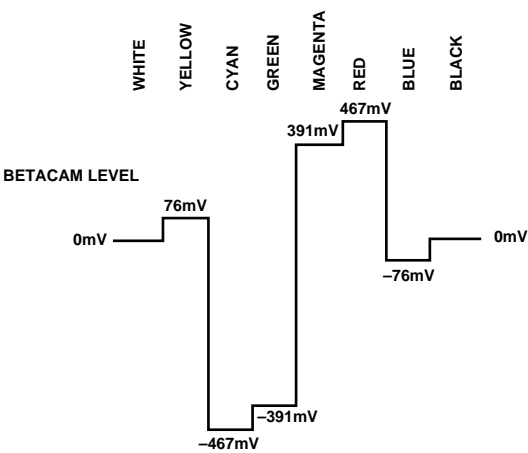 WHITE
YELLOW
CYAN
GREEN
MAGENTA
RED
BLUE
BLACK
467mV
391mV
BETACAM LEVEL
76mV
0mV
0mV
–76mV
–391mV
–467mV